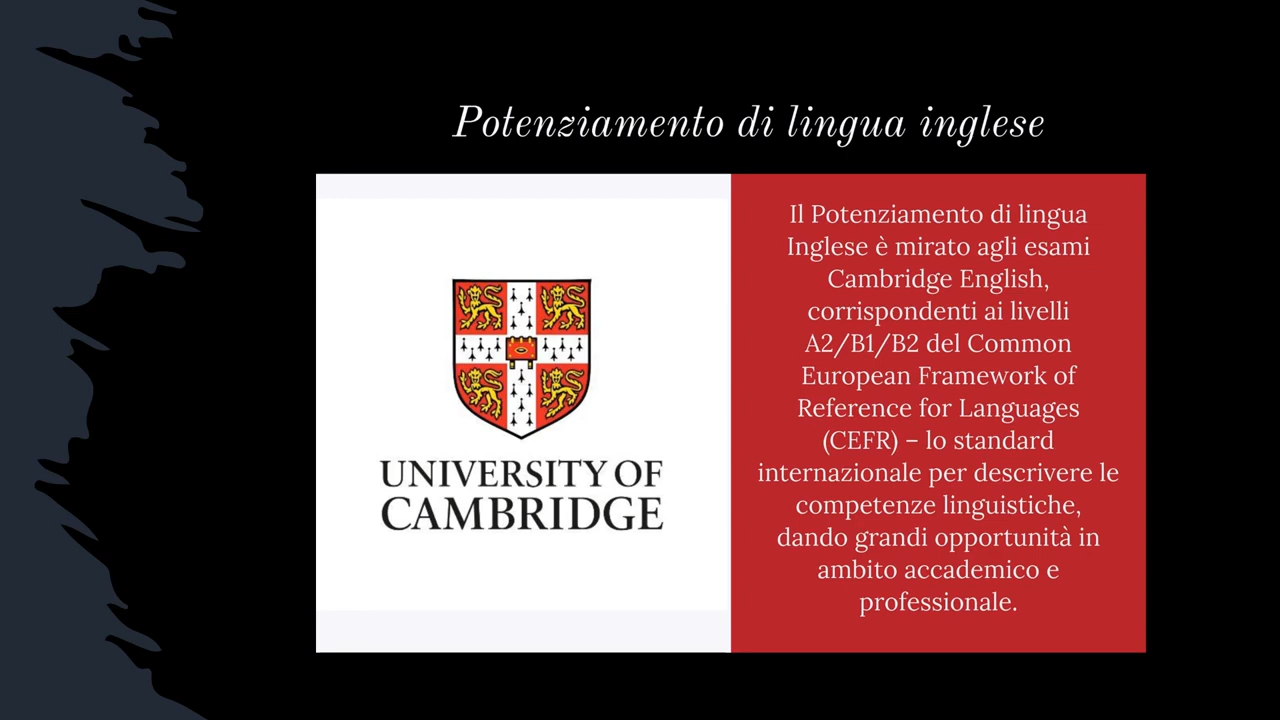 Potenziamento di lingua inglese
UNIVERSITY OF
CAMBRIDGE
Il Potenziamento di lingua
Inglese è mirato agli esami
Cambridge English,
corrispondenti ai livelli
A2/B1/B2 del Common
European Framework of
Reference for Languages
(CEFR) – lo standard
internazionale per descrivere le
competenze linguistiche,
dando grandi opportunità in
ambito accademico e
professionale.